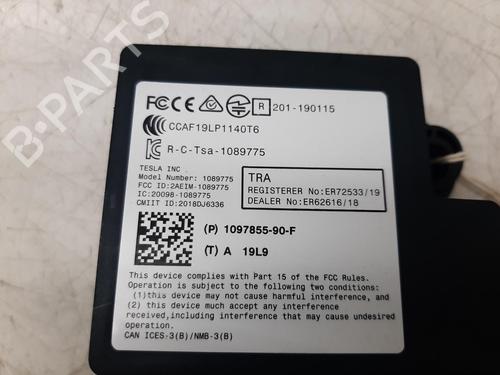 B-PARTS
FCC CE R 201-190115
CCC CCAF19LP1140T6
R-C-Tsa-1089775
TESLA INC
Model Number: 1089775
FCC ID:2AEIM-1089775
IC:20098-1089775
CMIIT ID:2018DJ6336
TRA
REGISTERER No:ER72533/19
DEALER No:ER62616/18
(P) 1097855-90-F
(T) A 19L9
This device complies with Part 15 of the FCC Rules.
Operation is subject to the following two conditions:
(1)this device may not cause harmful interference, and
(2) this device must accept any interference
received,including interference that may cause undesired
operation.
CAN ICES-3(B)/NMB-3(B)